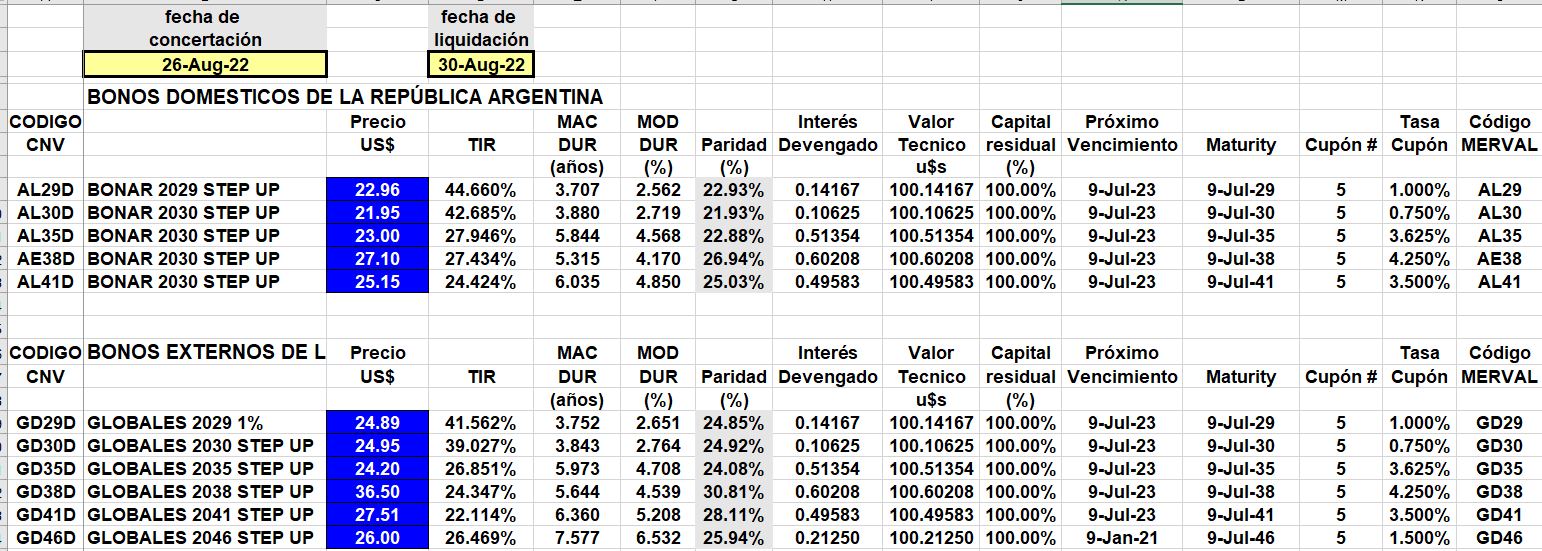 fecha de fecha de
concertación liquidación
26-Aug-22 30-Aug-22
BONOS DOMESTICOS DE LA REPÚBLICA ARGENTINA
CODIGO Precio MAC MOD Interés Valor Capital Próximo Tasa Código
CNV US$ TIR DUR DUR Paridad Devengado Tecnico residual Vencimiento Maturity Cupón # Cupón MERVAL
(años) (%) (%) u$s (%)
AL29D BONAR 2029 STEP UP 22.96 44.660% 3.707 2.562 22.93% 0.14167 100.14167 100.00% 9-Jul-23 9-Jul-29 5 1.000% AL29
AL30D BONAR 2030 STEP UP 21.95 42.685% 3.880 2.719 21.93% 0.10625 100.10625 100.00% 9-Jul-23 9-Jul-30 5 0.750% AL30
AL35D BONAR 2030 STEP UP 23.00 27.946% 5.844 4.568 22.88% 0.51354 100.51354 100.00% 9-Jul-23 9-Jul-35 5 3.625% AL35
AE38D BONAR 2030 STEP UP 27.10 27.434% 5.315 4.170 26.94% 0.60208 100.60208 100.00% 9-Jul-23 9-Jul-38 5 4.250% AE38
AL41D BONAR 2030 STEP UP 25.15 24.424% 6.035 4.850 25.03% 0.49583 100.49583 100.00% 9-Jul-23 9-Jul-41 5 3.500% AL41
CODIGO BONOS EXTERNOS DE L Precio MAC MOD Interés Valor Capital Próximo Tasa Código
CNV US$ TIR DUR DUR Paridad Devengado Tecnico residual Vencimiento Maturity Cupón # Cupón MERVAL
(años) (%) (%) u$s (%)
GD29D GLOBALES 2029 1% 24.89 41.562% 3.752 2.651 24.85% 0.14167 100.14167 100.00% 9-Jul-23 9-Jul-29 5 1.000% GD29
GD30D GLOBALES 2030 STEP UP 24.95 39.027% 3.843 2.764 24.92% 0.10625 100.10625 100.00% 9-Jul-23 9-Jul-30 5 0.750% GD30
GD35D GLOBALES 2035 STEP UP 24.20 26.851% 5.973 4.708 24.08% 0.51354 100.51354 100.00% 9-Jul-23 9-Jul-35 5 3.625% GD35
GD38D GLOBALES 2038 STEP UP 36.50 24.347% 5.644 4.539 30.81% 0.60208 100.60208 100.00% 9-Jul-23 9-Jul-38 5 4.250% GD38
GD41D GLOBALES 2041 STEP UP 27.51 22.114% 6.360 5.208 28.11% 0.49583 100.49583 100.00% 9-Jul-23 9-Jul-41 5 3.500% GD41
GD46D GLOBALES 2046 STEP UP 26.00 26.469% 7.577 6.532 25.94% 0.21250 100.21250 100.00% 9-Jan-21 9-Jul-46 5 1.500% GD46